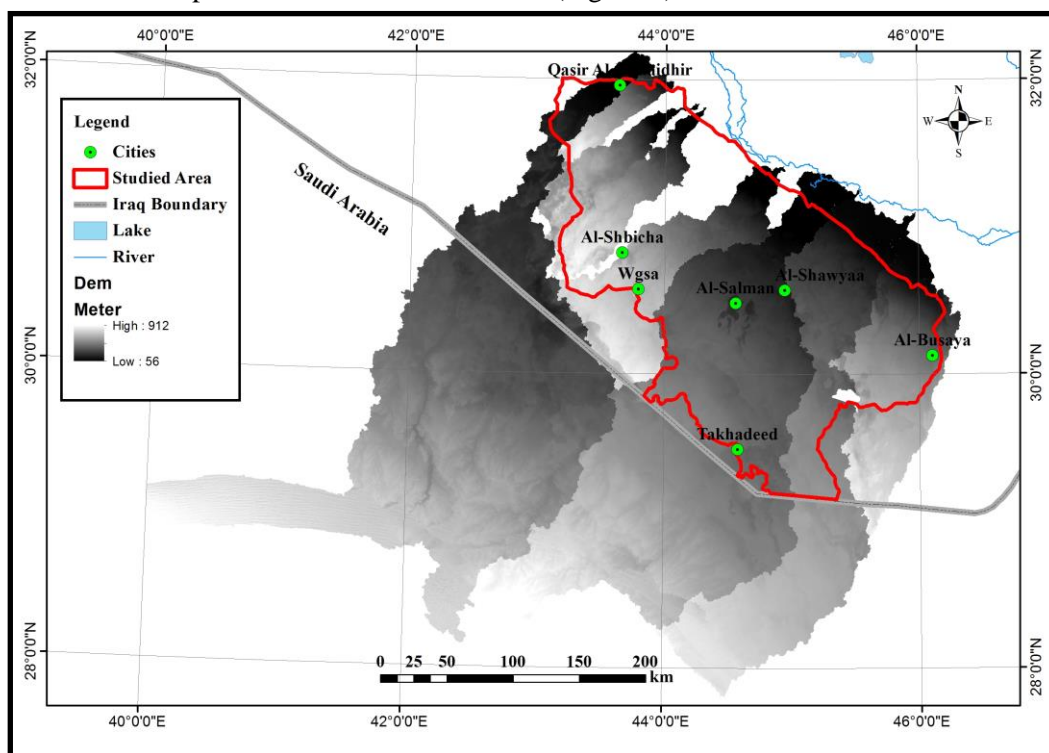 40°0'0"E 42°0'0"E 44°0'0"E 46°0'0"E
32°0'0"N 32°0'0"N
Qasir Al
dhir
Legend
Cities
Studied Area
Iraq Boundary
Lake
River
Dem
Meter
High : 912
Low : 56
N
W E
S
Saudi Arabia
Al-Shbicha
Wgsa
Al-Salman
Al-Shawyaa
Al-Busaya
30°0'0"N 30°0'0"N
Takhadeed
28°0'0"N 28°0'0"N
0 25 50 100 150 200
km
40°0'0"E 42°0'0"E 44°0'0"E 46°0'0"E